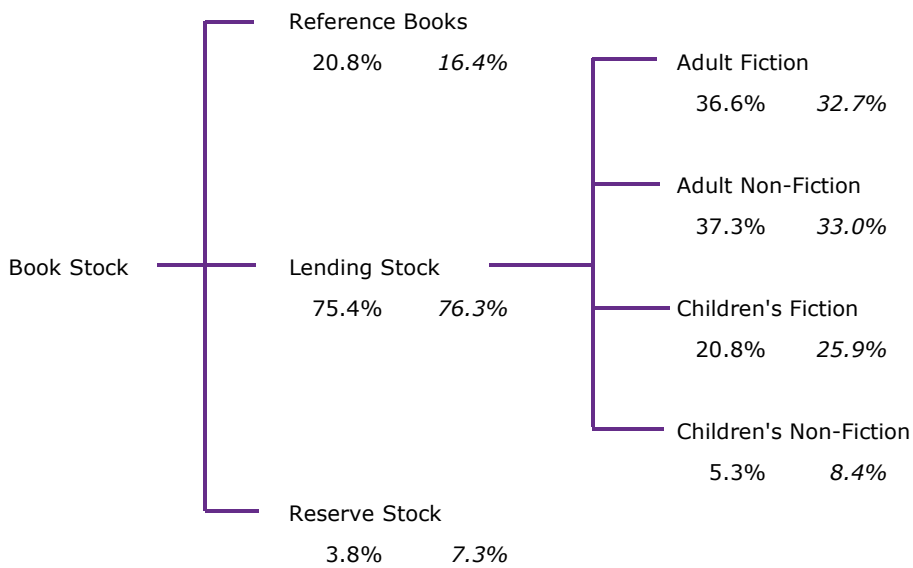 Reference Books
20.8% 16.4%
Adult Fiction
36.6% 32.7%
Adult Non-Fiction
37.3% 33.0%
Book Stock
Lending Stock
75.4% 76.3%
Children's Fiction
20.8% 25.9%
Children's Non-Fiction
5.3% 8.4%
Reserve Stock
3.8% 7.3%